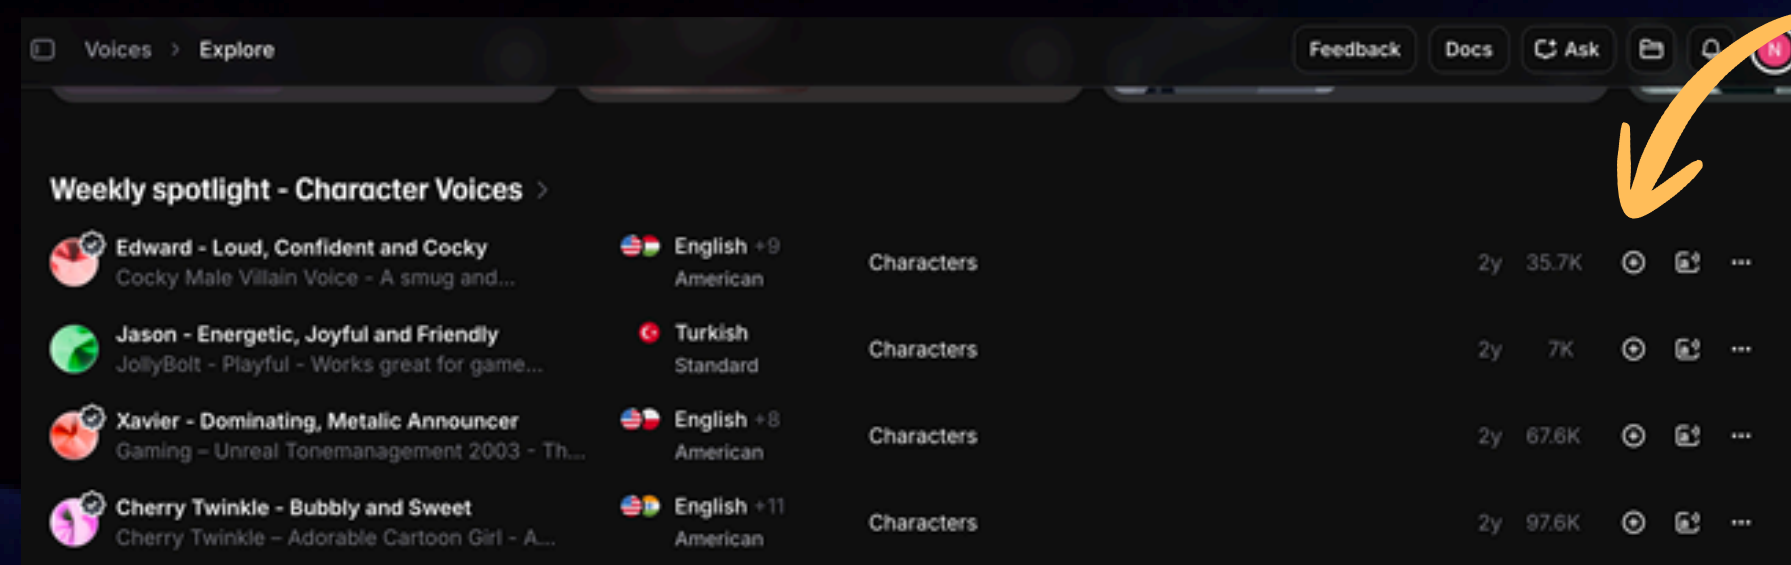 Voices > Explore
Feedback
Docs
Ask
N
Weekly spotlight - Character Voices >
Edward - Loud, Confident and Cocky
Cocky Male Villain Voice - A smug and...
English +9
American
Characters
2y
35.7K
Jason - Energetic, Joyful and Friendly
JollyBolt - Playful - Works great for game...
Turkish
Standard
Characters
2y
7K
Xavier - Dominating, Metalic Announcer
Gaming – Unreal Tonemanagement 2003 - Th...
English +8
American
Characters
2y
67.6K
Cherry Twinkle - Bubbly and Sweet
Cherry Twinkle – Adorable Cartoon Girl - A...
English +11
American
Characters
2y
97.6K